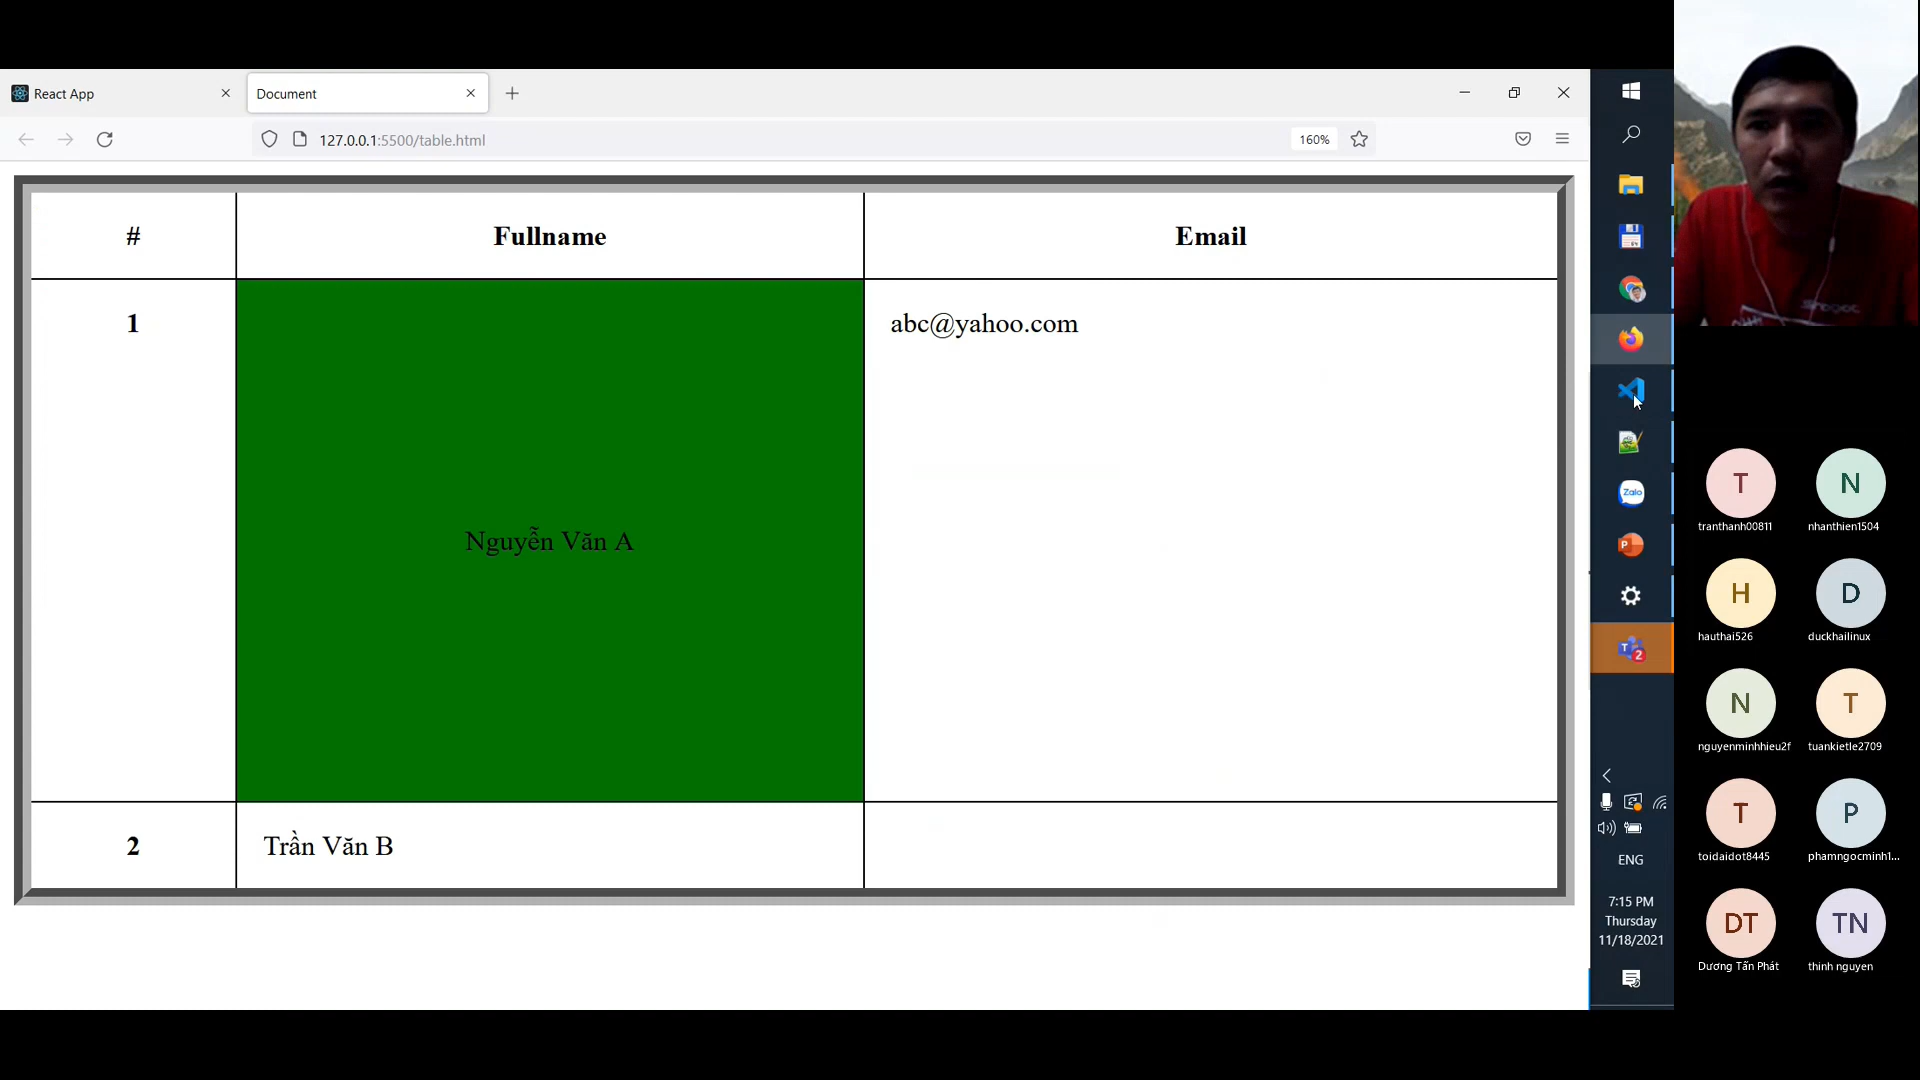 React App
Document
127.0.0.1:5500/table.html
160%
# Fullname Email
1 Nguyễn Văn A abc@yahoo.com
2 Trần Văn B
Zalo
P
T 2
ENG
7:15 PM
Thursday
11/18/2021
T N
tranthanh00811 nhanthien1504
H D
hauthai526 duckhailinux
N T
nguyenminhhieu2f tuankietle2709
T P
toidaidot8445 phamngocminh1...
DT TN
Dương Tấn Phát thinh nguyen